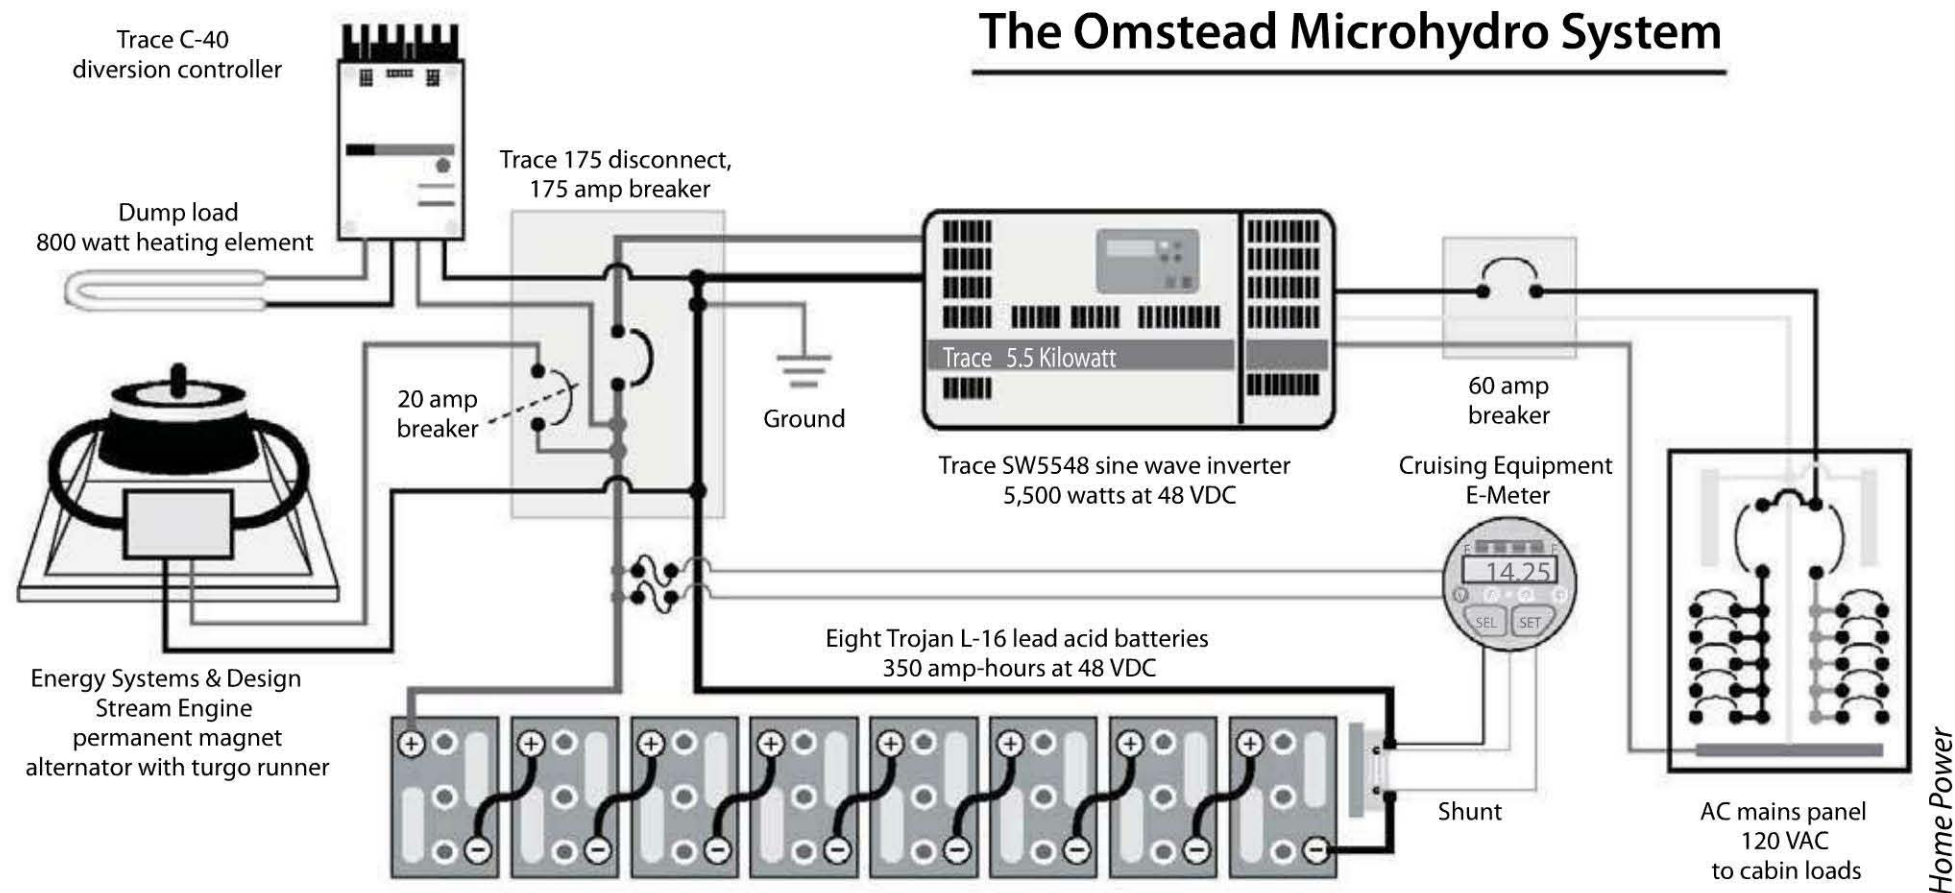 The Omstead Microhydro System
Trace C-40
diversion controller
Trace 175 disconnect,
175 amp breaker
Dump load
800 watt heating element
Trace 5.5 Kilowatt
20 amp
breaker
Ground
60 amp
breaker
Trace SW5548 sine wave inverter
5,500 watts at 48 VDC
Cruising Equipment
E-Meter
14.25
SEL
SET
Eight Trojan L-16 lead acid batteries
350 amp-hours at 48 VDC
Energy Systems & Design
Stream Engine
permanent magnet
alternator with turgo runner
Shunt
AC mains panel
120 VAC
to cabin loads
Home Power